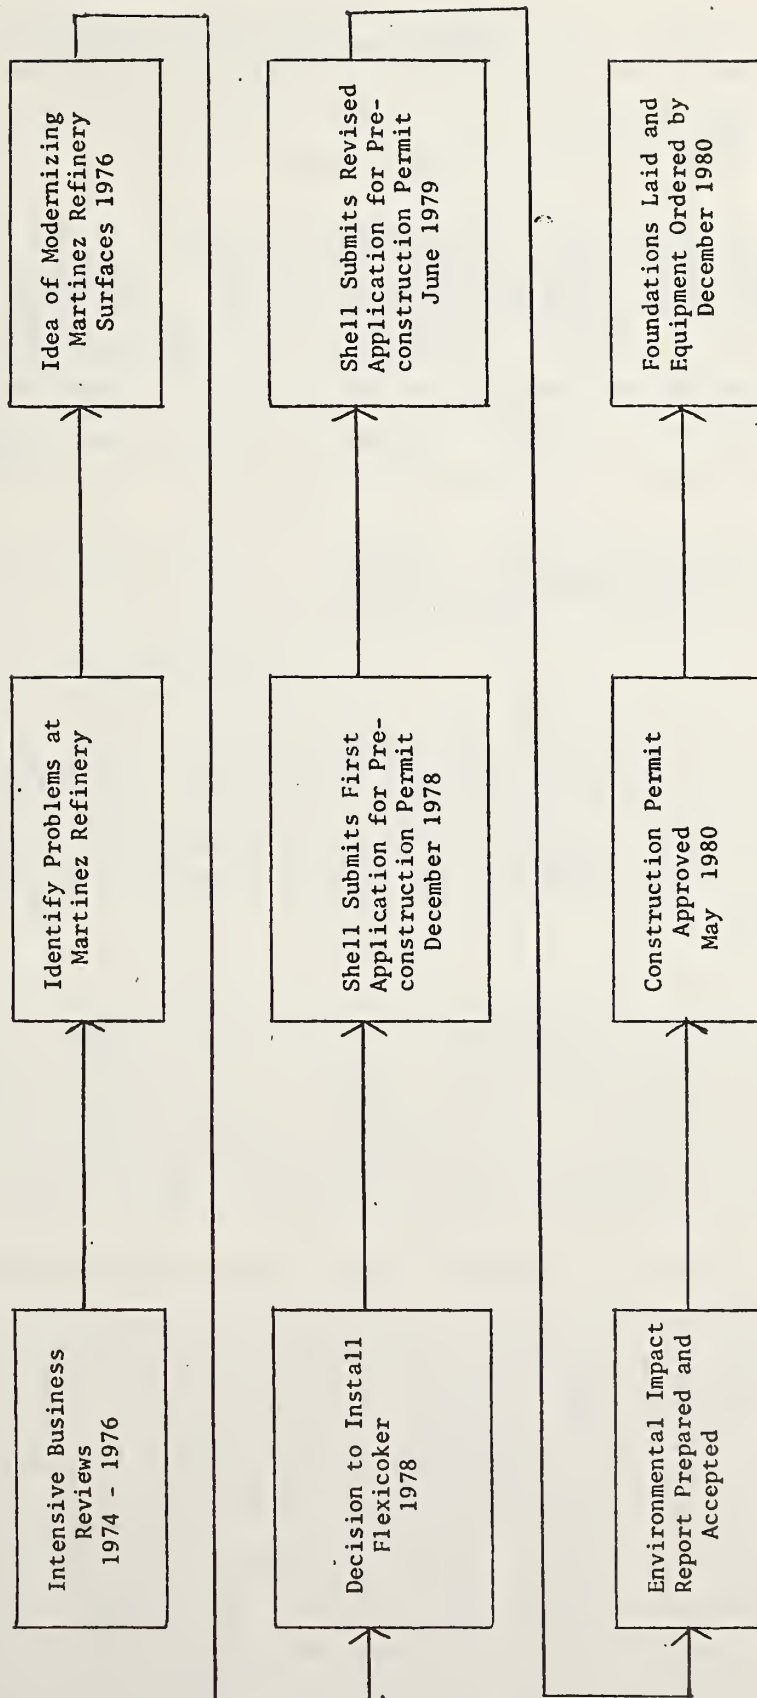 Intensive Business
Reviews
1974 - 1976
Identify Problems at
Martinez Refinery
Idea of Modernizing
Martinez Refinery
Surfaces 1976
Decision to Install
Flexicoker
1978
Shell Submits First
Application for Pre-
construction Permit
December 1978
Shell Submits Revised
Application for Pre-
construction Permit
June 1979
Environmental Impact
Report Prepared and
Accepted
Construction Permit
Approved
May 1980
Foundations Laid and
Equipment Ordered by
December 1980